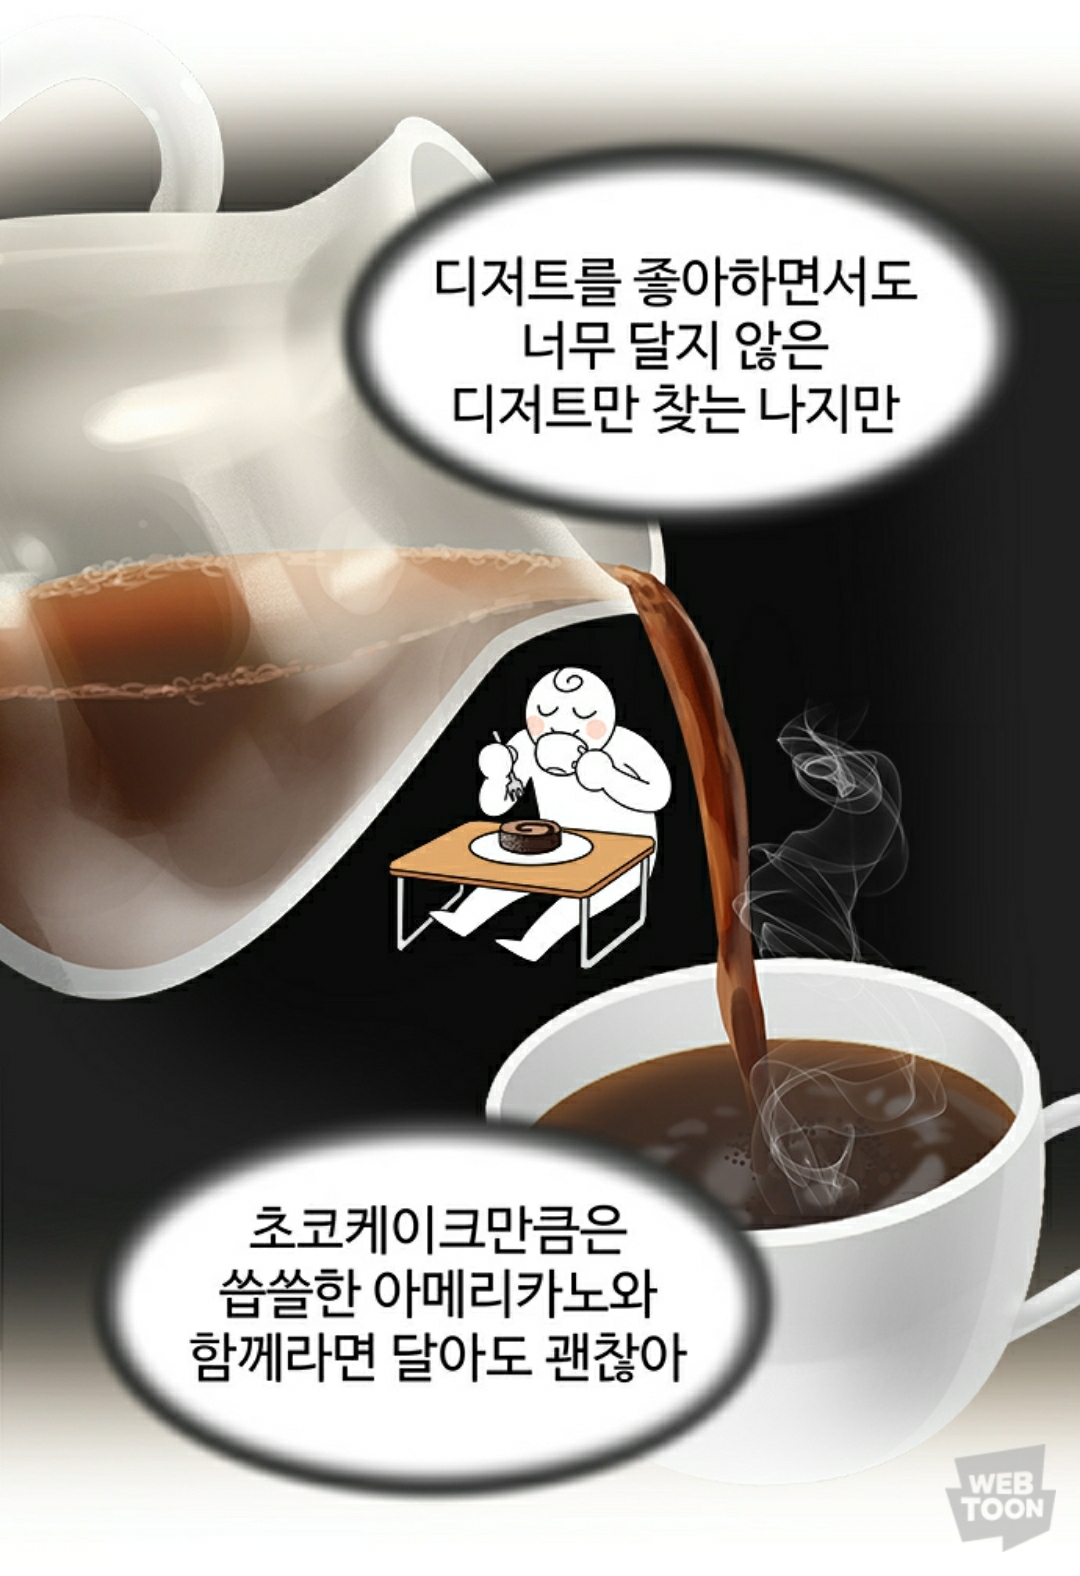 디저트를 좋아하면서도
너무 달지 않은
디저트만 찾는 나지만
초코케이크만큼은
씁쓸한 아메리카노와
함께라면 달아도 괜찮아
WEB
TOON